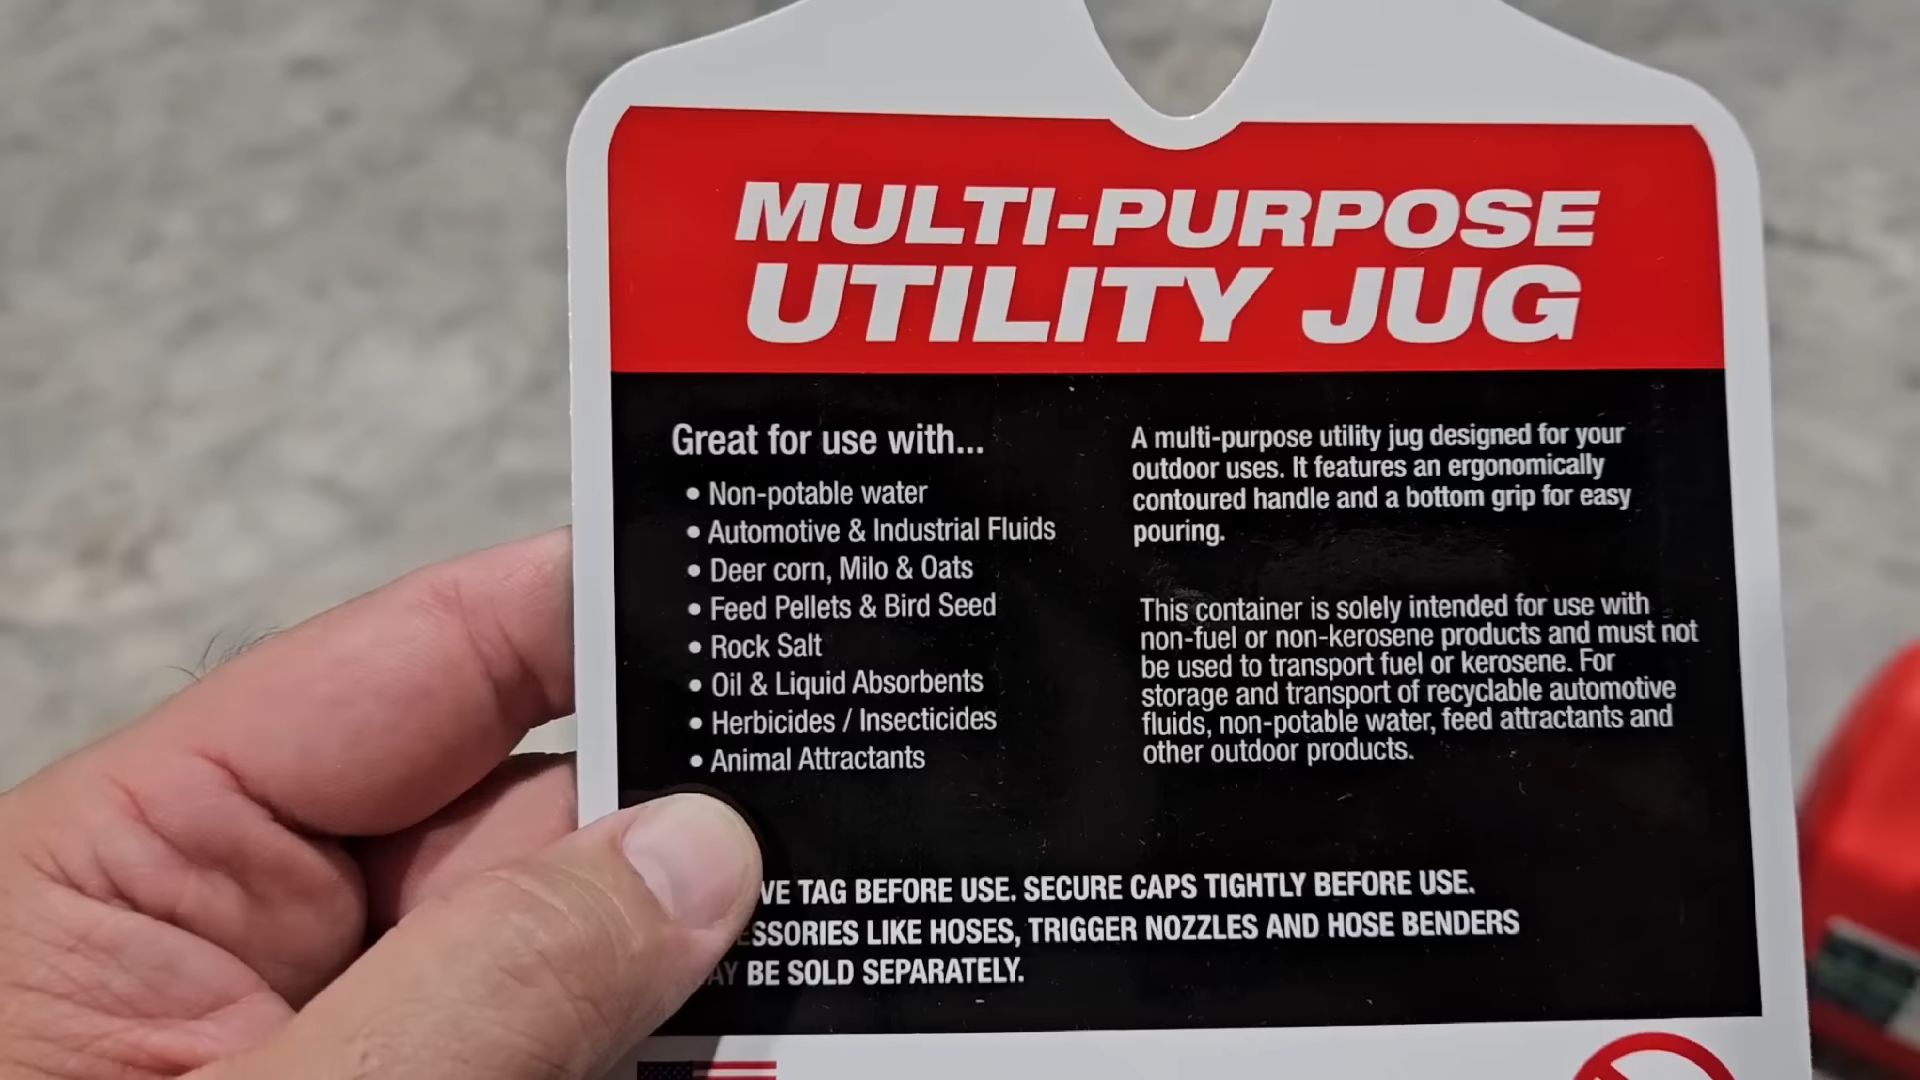 MULTI-PURPOSE
UTILITY JUG
Great for use with...
• Non-potable water
• Automotive & Industrial Fluids
• Deer corn, Milo & Oats
• Feed Pellets & Bird Seed
• Rock Salt
• Oil & Liquid Absorbents
• Herbicides / Insecticides
• Animal Attractants
A multi-purpose utility jug designed for your
outdoor uses. It features an ergonomically
contoured handle and a bottom grip for easy
pouring.
This container is solely intended for use with
non-fuel or non-kerosene products and must not
be used to transport fuel or kerosene. For
storage and transport of recyclable automotive
fluids, non-potable water, feed attractants and
other outdoor products.
TAG BEFORE USE. SECURE CAPS TIGHTLY BEFORE USE.
LIKE HOSES, TRIGGER NOZZLES AND HOSE BENDERS
BE SOLD SEPARATELY.